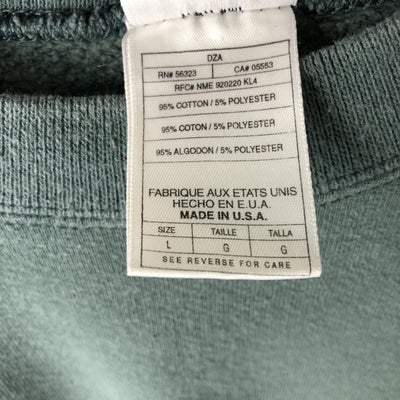 DZA
RN# 56323 CA# 05553
RFC# NME 920220 KL4
95% COTTON / 5% POLYESTER
95% COTON / 5% POLYESTER
95% ALGODON / 5% POLYESTER
FABRIQUE AUX ETATS UNIS
HECHO EN E.U.A.
MADE IN U.S.A.
SIZE TAILLE TALLA
L G G
SEE REVERSE FOR CARE